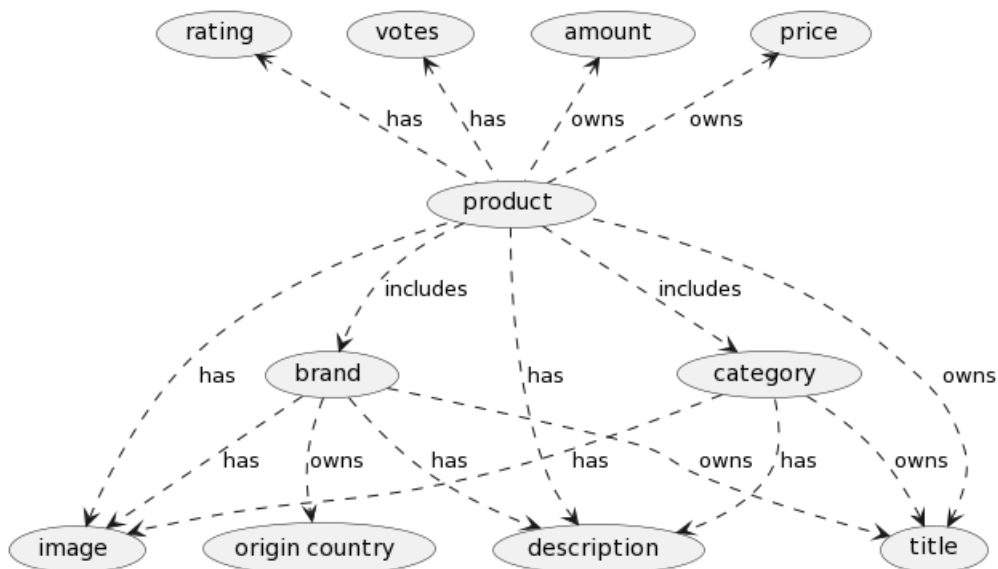 rating
votes
amount
price
has
has
owns
owns
product
includes
includes
has
brand
has
category
owns
has
owns
has
has
owns
has
owns
image
origin country
description
title